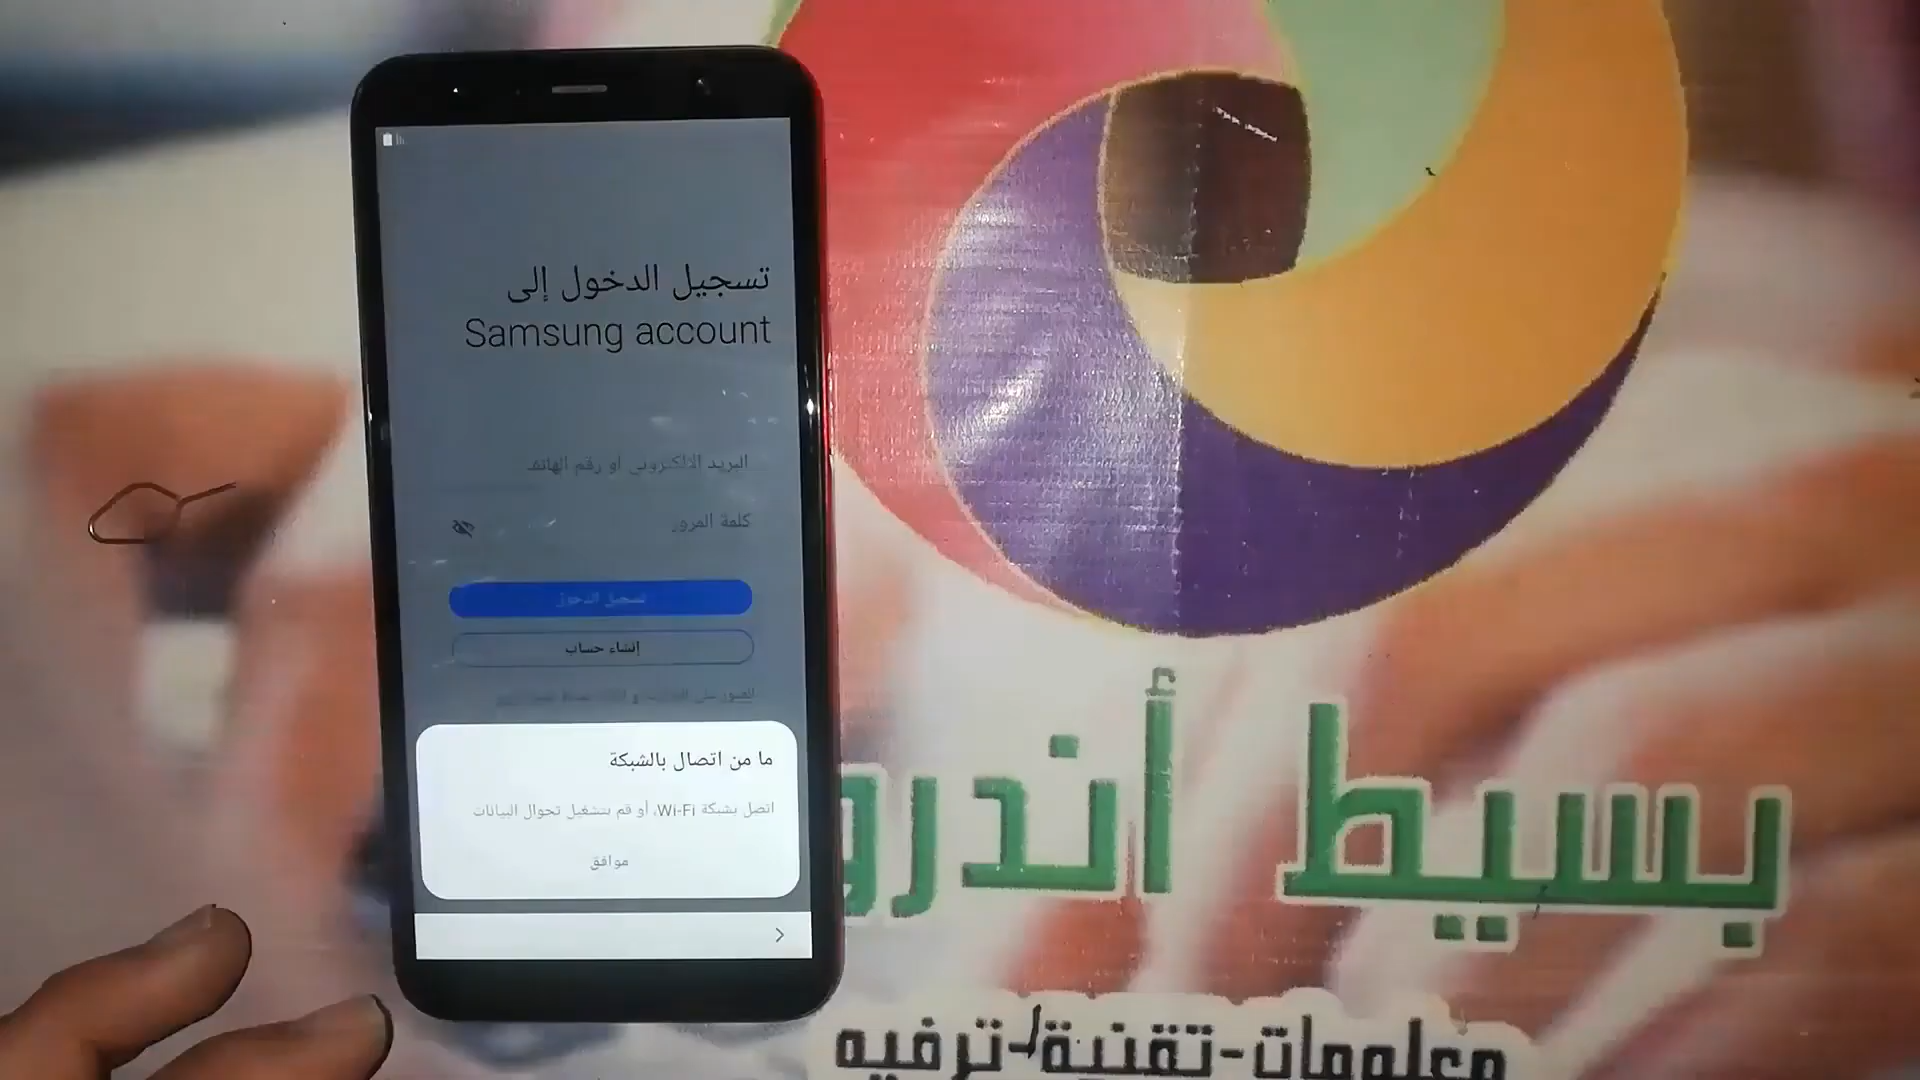 تسجيل الدخول إلى
Samsung account
البريد الالكتروني أو رقم الهاتف
كلمة المرور
تسجيل الدخول
إنشاء حساب
ما من اتصال بالشبكة
اتصل بشبكة Wi-Fi، أو قم بتشغيل تجوال البيانات
موافق
بسيط أندرو
معلومات-تقنية-ترفيه